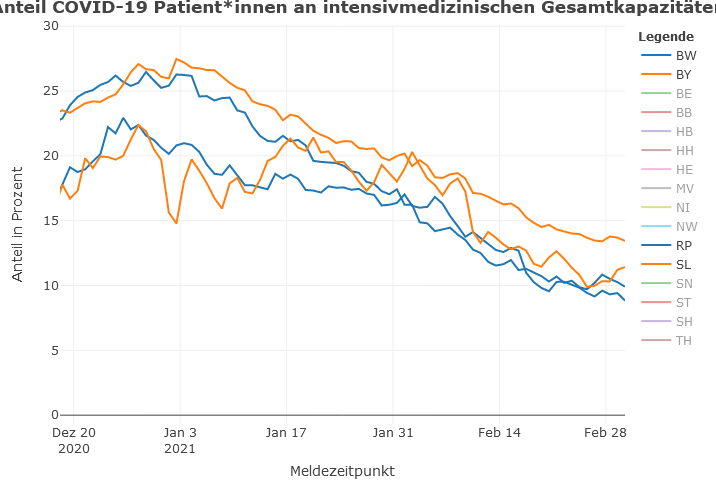 Anteil COVID-19 Patient*innen an intensivmedizinischen Gesamtkapazitäten
Legende
BW
BY
BE
BB
HB
HH
HE
MV
NI
NW
RP
SL
SN
ST
SH
TH
Anteil in Prozent
30
25
20
15
10
5
0
Dez 20
2020
Jan 3
2021
Jan 17
Jan 31
Feb 14
Feb 28
Meldezeitpunkt